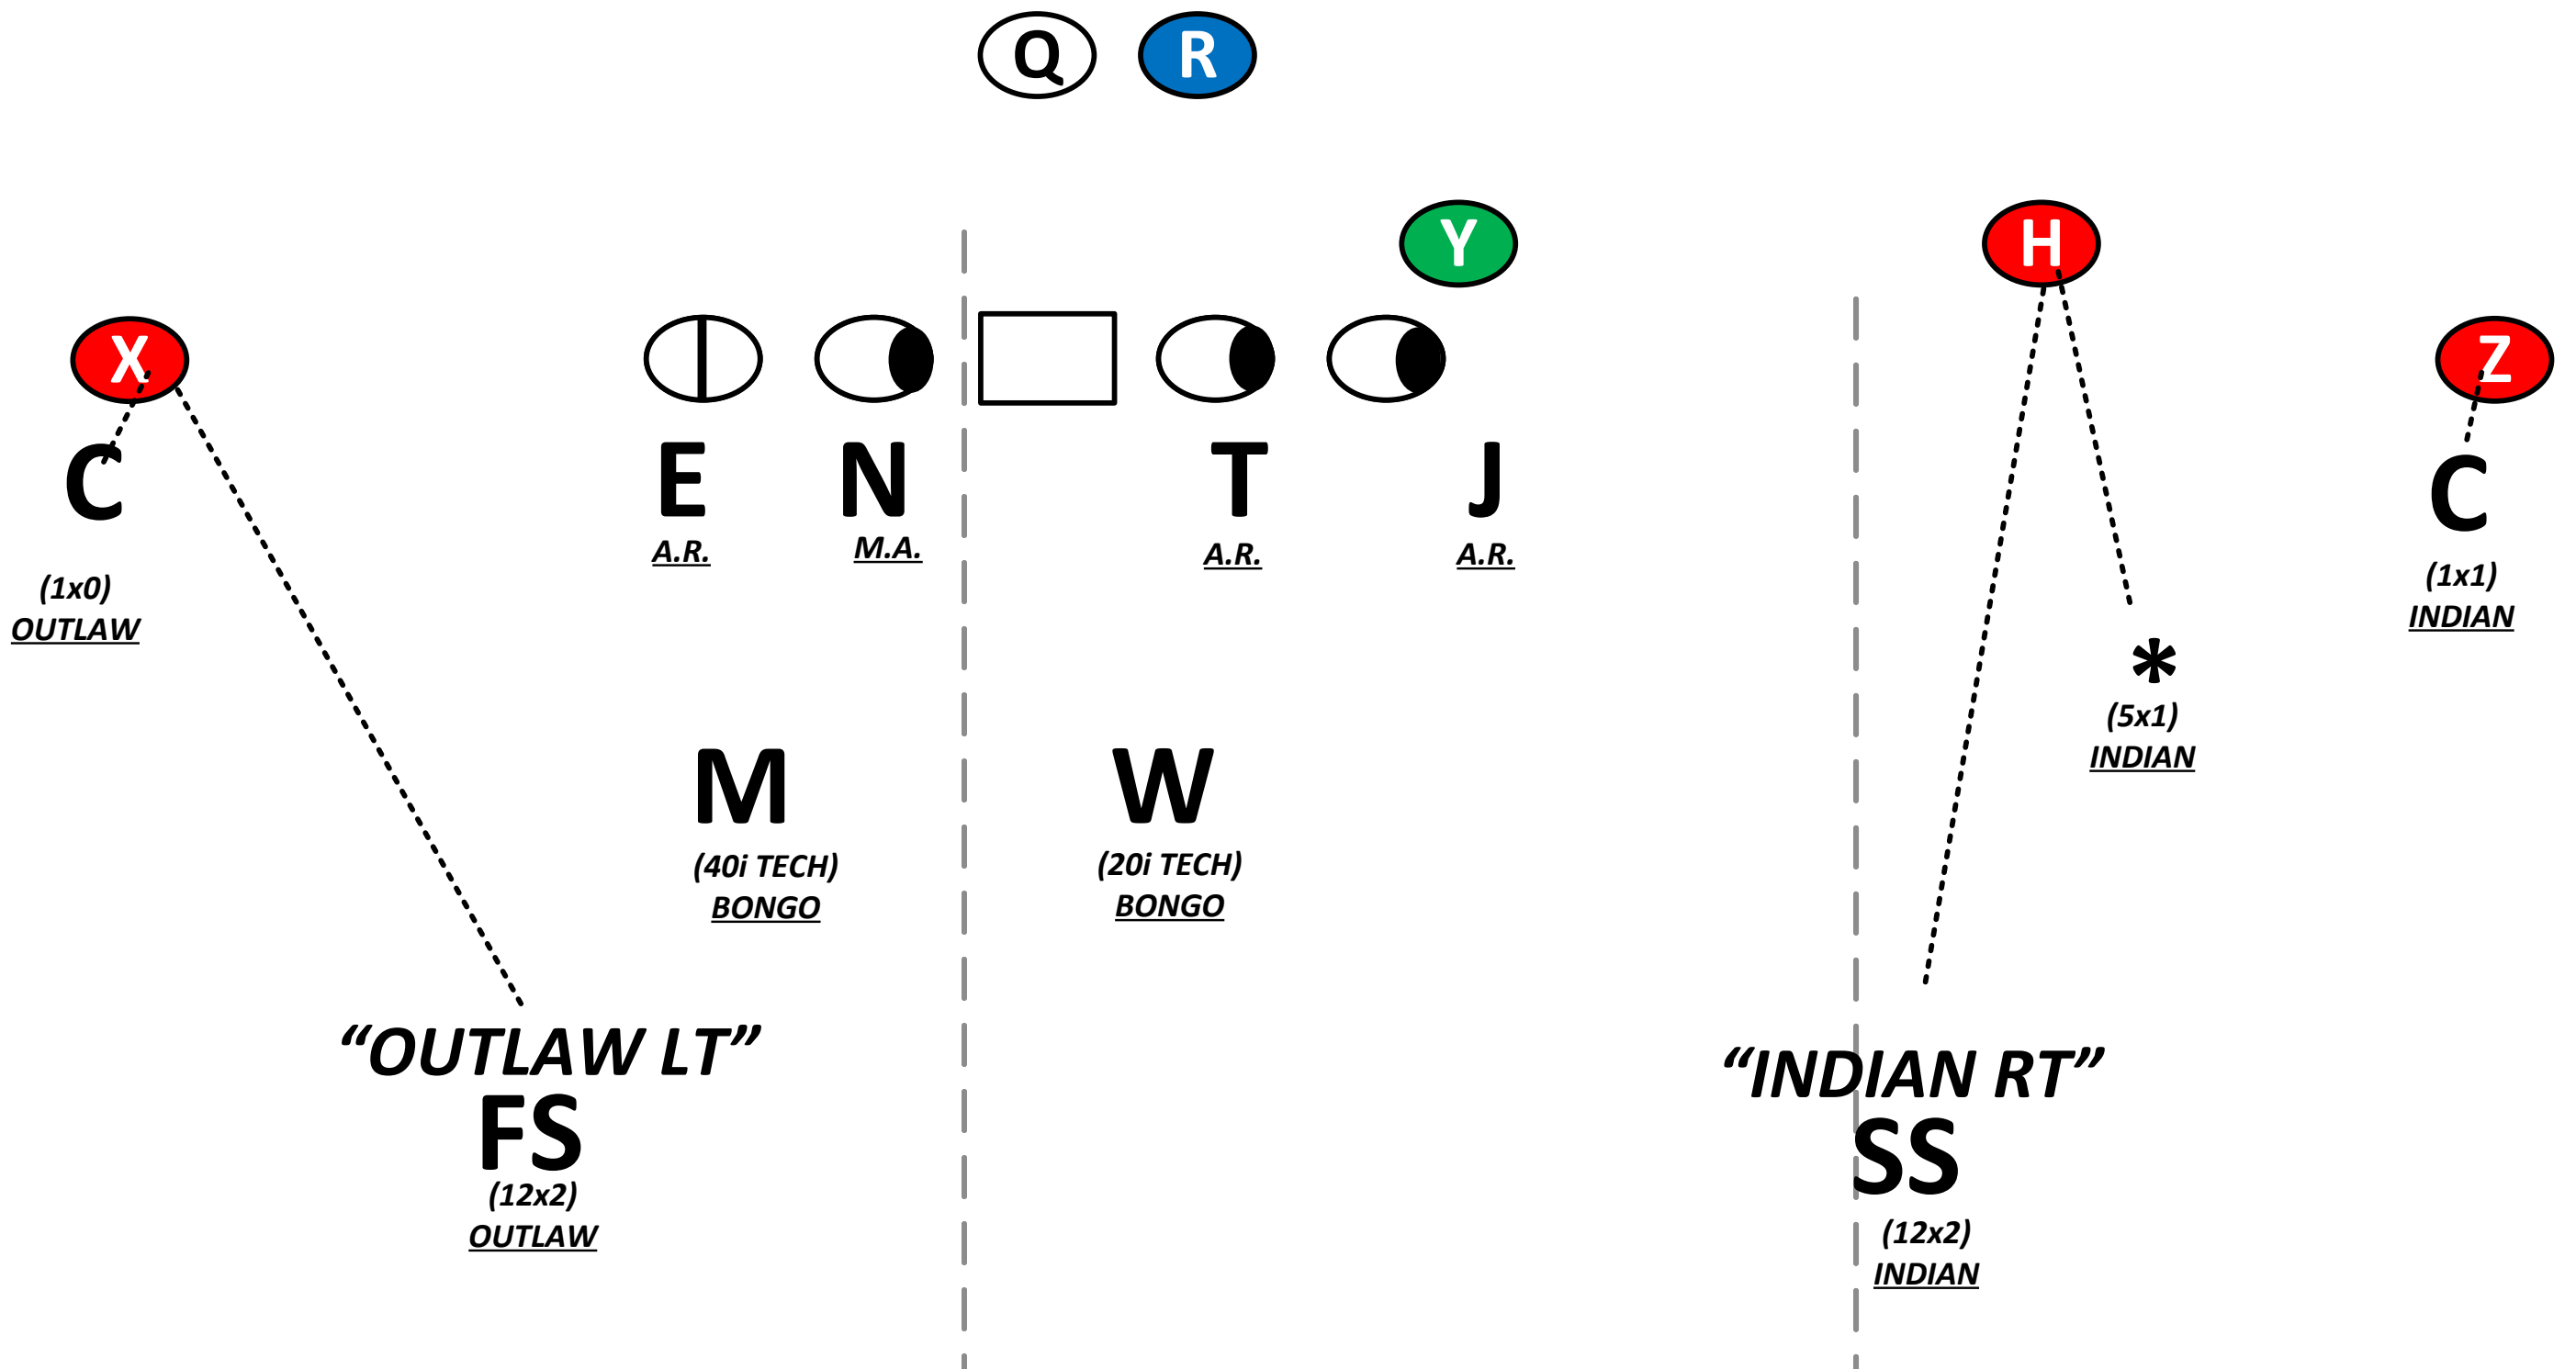 Q R
Y H
X Z
C E N T J C
A.R. M.A. A.R. A.R.
(1x0)
OUTLAW
(1x1)
INDIAN
*
(5x1)
INDIAN
M W
(40i TECH)
BONGO
(20i TECH)
BONGO
“OUTLAW LT”
FS
(12x2)
OUTLAW
“INDIAN RT”
SS
(12x2)
INDIAN